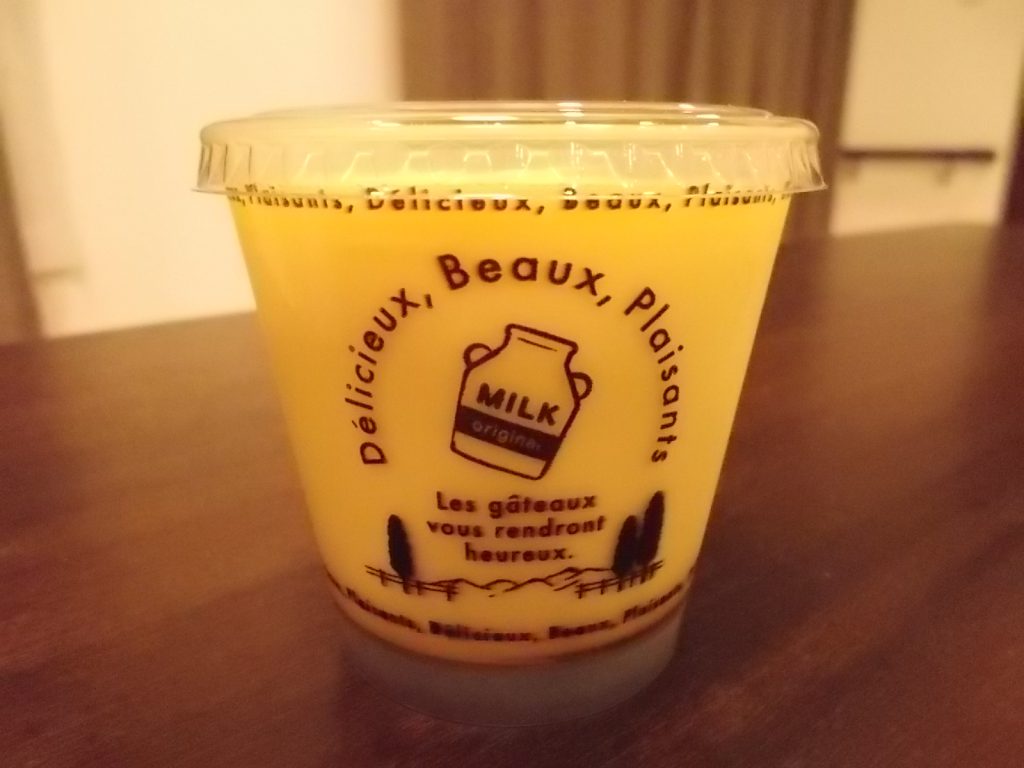 Plaisants, Délicieux, Beaux, Plaisants,
Délicieux, Beaux, Plaisants
MILK
original
Les gâteaux
vous rendront
heureux.
Plaisants, Délicieux, Beaux, Plaisants